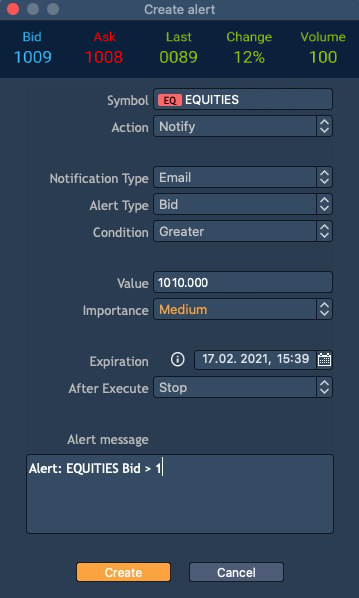 Create alert
Bid Ask Last Change Volume
1009 1008 0089 12% 100
Symbol EQ EQUITIES
Action Notify
Notification Type Email
Alert Type Bid
Condition Greater
Value 1010.000
Importance Medium
Expiration 17.02. 2021, 15:39
After Execute Stop
Alert message
Alert: EQUITIES Bid > 1
Create Cancel